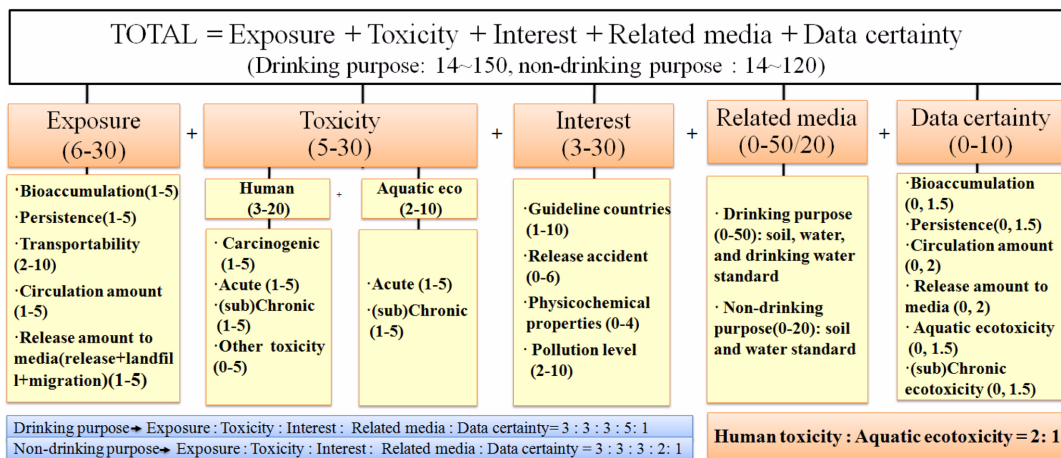 TOTAL = Exposure + Toxicity + Interest + Related media + Data certainty
(Drinking purpose: 14~150, non-drinking purpose : 14~120)
Exposure
(6-30)
·Bioaccumulation(1-5)
·Persistence(1-5)
·Transportability
(2-10)
·Circulation amount
(1-5)
·Release amount to
media(release+landfil
l+migration)(1-5)
+
Toxicity
(5-30)
Human
(3-20)
·Carcinogenic
(1-5)
·Acute (1-5)
·(sub)Chronic
(1-5)
·Other toxicity
(0-5)
+
Aquatic eco
(2-10)
·Acute (1-5)
·(sub)Chronic
(1-5)
+
Interest
(3-30)
·Guideline countries
(1-10)
·Release accident
(0-6)
·Physicochemical
properties (0-4)
·Pollution level
(2-10)
+
Related media
(0-50/20)
·Drinking purpose
(0-50): soil, water,
and drinking water
standard
·Non-drinking
purpose(0-20): soil
and water standard
+
Data certainty
(0-10)
·Bioaccumulation
(0, 1.5)
·Persistence(0, 1.5)
·Circulation amount
(0, 2)
·Release amount to
media (0, 2)
·Aquatic ecotoxicity
(0, 1.5)
·(sub)Chronic
ecotoxicity (0, 1.5)
Drinking purpose➔ Exposure : Toxicity : Interest : Related media : Data certainty= 3 : 3 : 3 : 5 : 1
Non-drinking purpose➔ Exposure : Toxicity : Interest : Related media : Data certainty = 3 : 3 : 3 : 2 : 1
Human toxicity : Aquatic ecotoxicity = 2: 1